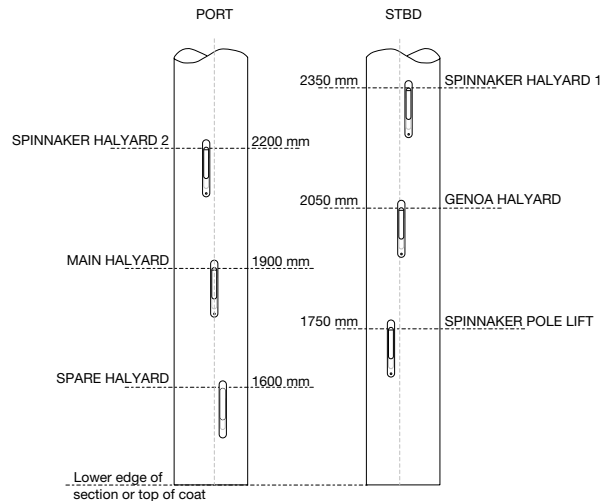 PORT
STBD
2350 mm
SPINNAKER HALYARD 1
SPINNAKER HALYARD 2
2200 mm
2050 mm
GENOA HALYARD
MAIN HALYARD
1900 mm
1750 mm
SPINNAKER POLE LIFT
SPARE HALYARD
1600 mm
Lower edge of
section or top of coat